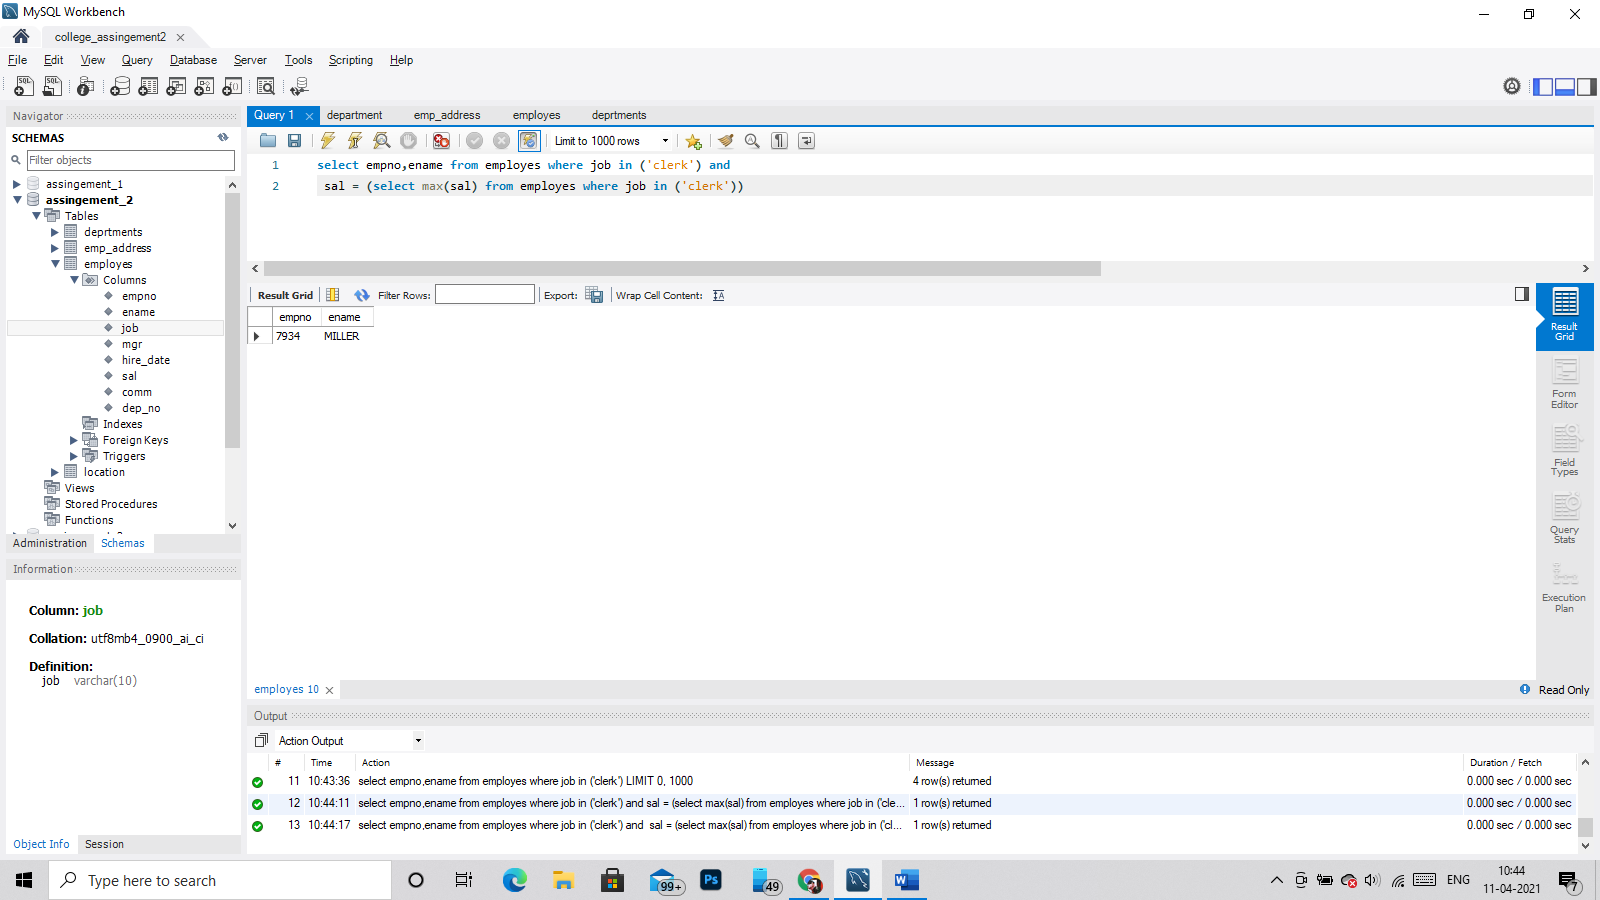 MySQL Workbench
college_assingement2
File Edit View Query Database Server Tools Scripting Help
Navigator
SCHEMAS
Filter objects
assingement_1
assingement_2
Tables
deprtments
emp_address
employes
Columns
empno
ename
job
mgr
hire_date
sal
comm
dep_no
Indexes
Foreign Keys
Triggers
location
Views
Stored Procedures
Functions
Administration Schemas
Information
Column: job
Collation: utf8mb4_0900_ai_ci
Definition:
job varchar(10)
Object Info Session
Query 1 department emp_address employes deprtments
Limit to 1000 rows
1 select empno,ename from employes where job in ('clerk') and
2 sal = (select max(sal) from employes where job in ('clerk'))
Result Grid Filter Rows: Export: Wrap Cell Content:
empno ename
7934 MILLER
Result
Grid
Form
Editor
Field
Types
Query
Stats
Execution
Plan
employes 10 Read Only
Output
Action Output
# Time Action Message Duration / Fetch
11 10:43:36 select empno,ename from employes where job in ('clerk') LIMIT 0, 1000 4 row(s) returned 0.000 sec / 0.000 sec
12 10:44:11 select empno,ename from employes where job in ('clerk') and sal = (select max(sal) from employes where job in ('cle... 1 row(s) returned 0.000 sec / 0.000 sec
13 10:44:17 select empno,ename from employes where job in ('clerk') and  sal = (select max(sal) from employes where job in ('cl... 1 row(s) returned 0.000 sec / 0.000 sec
Type here to search
99+
Ps
49
ENG
10:44
11-04-2021
7